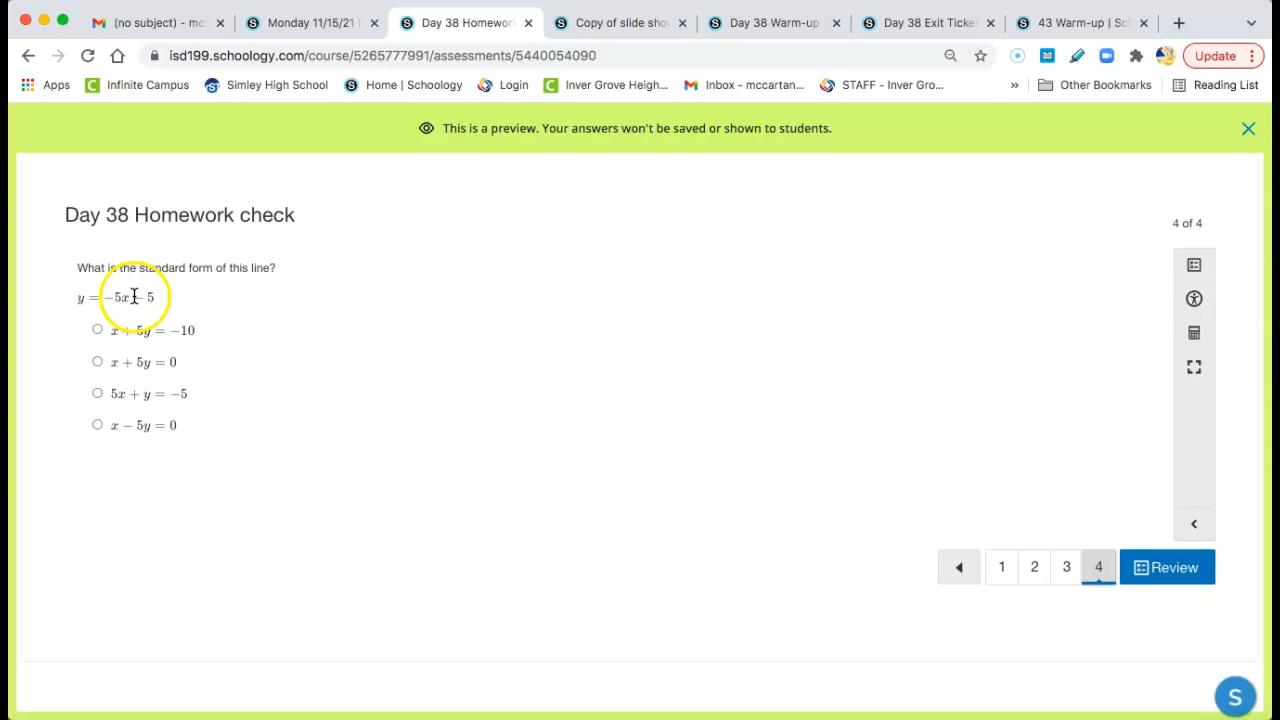 (no subject) - mc
Monday 11/15/21
Day 38 Homework
Copy of slide sho
Day 38 Warm-up
Day 38 Exit Ticke
43 Warm-up | Sc
isd199.schoology.com/course/5265777991/assessments/5440054090
Update
Apps
Infinite Campus
Simley High School
Home | Schoology
Login
Inver Grove Heigh...
Inbox - mccartan...
STAFF - Inver Gro...
»
Other Bookmarks
Reading List
This is a preview. Your answers won't be saved or shown to students.
Day 38 Homework check
4 of 4
What is the standard form of this line?
y = −5x − 5
x + 5y = −10
x + 5y = 0
5x + y = −5
x − 5y = 0
1 2 3 4 Review
S